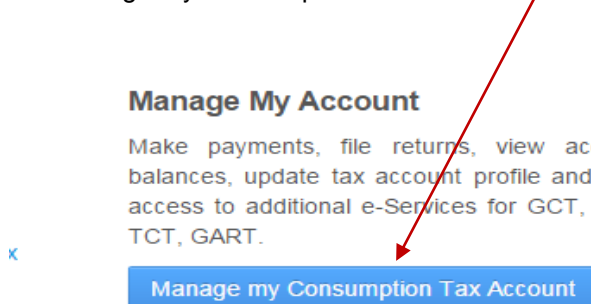 Manage My Account
Make payments, file returns, view ac
balances, update tax account profile and
access to additional e-Services for GCT,
TCT, GART.
x
Manage my Consumption Tax Account